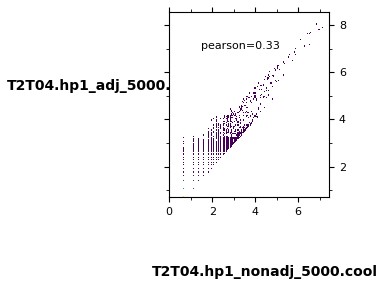 pearson=0.33
8
6
4
2
T2T04.hp1_adj_5000.
0 2 4 6
T2T04.hp1_nonadj_5000.cool